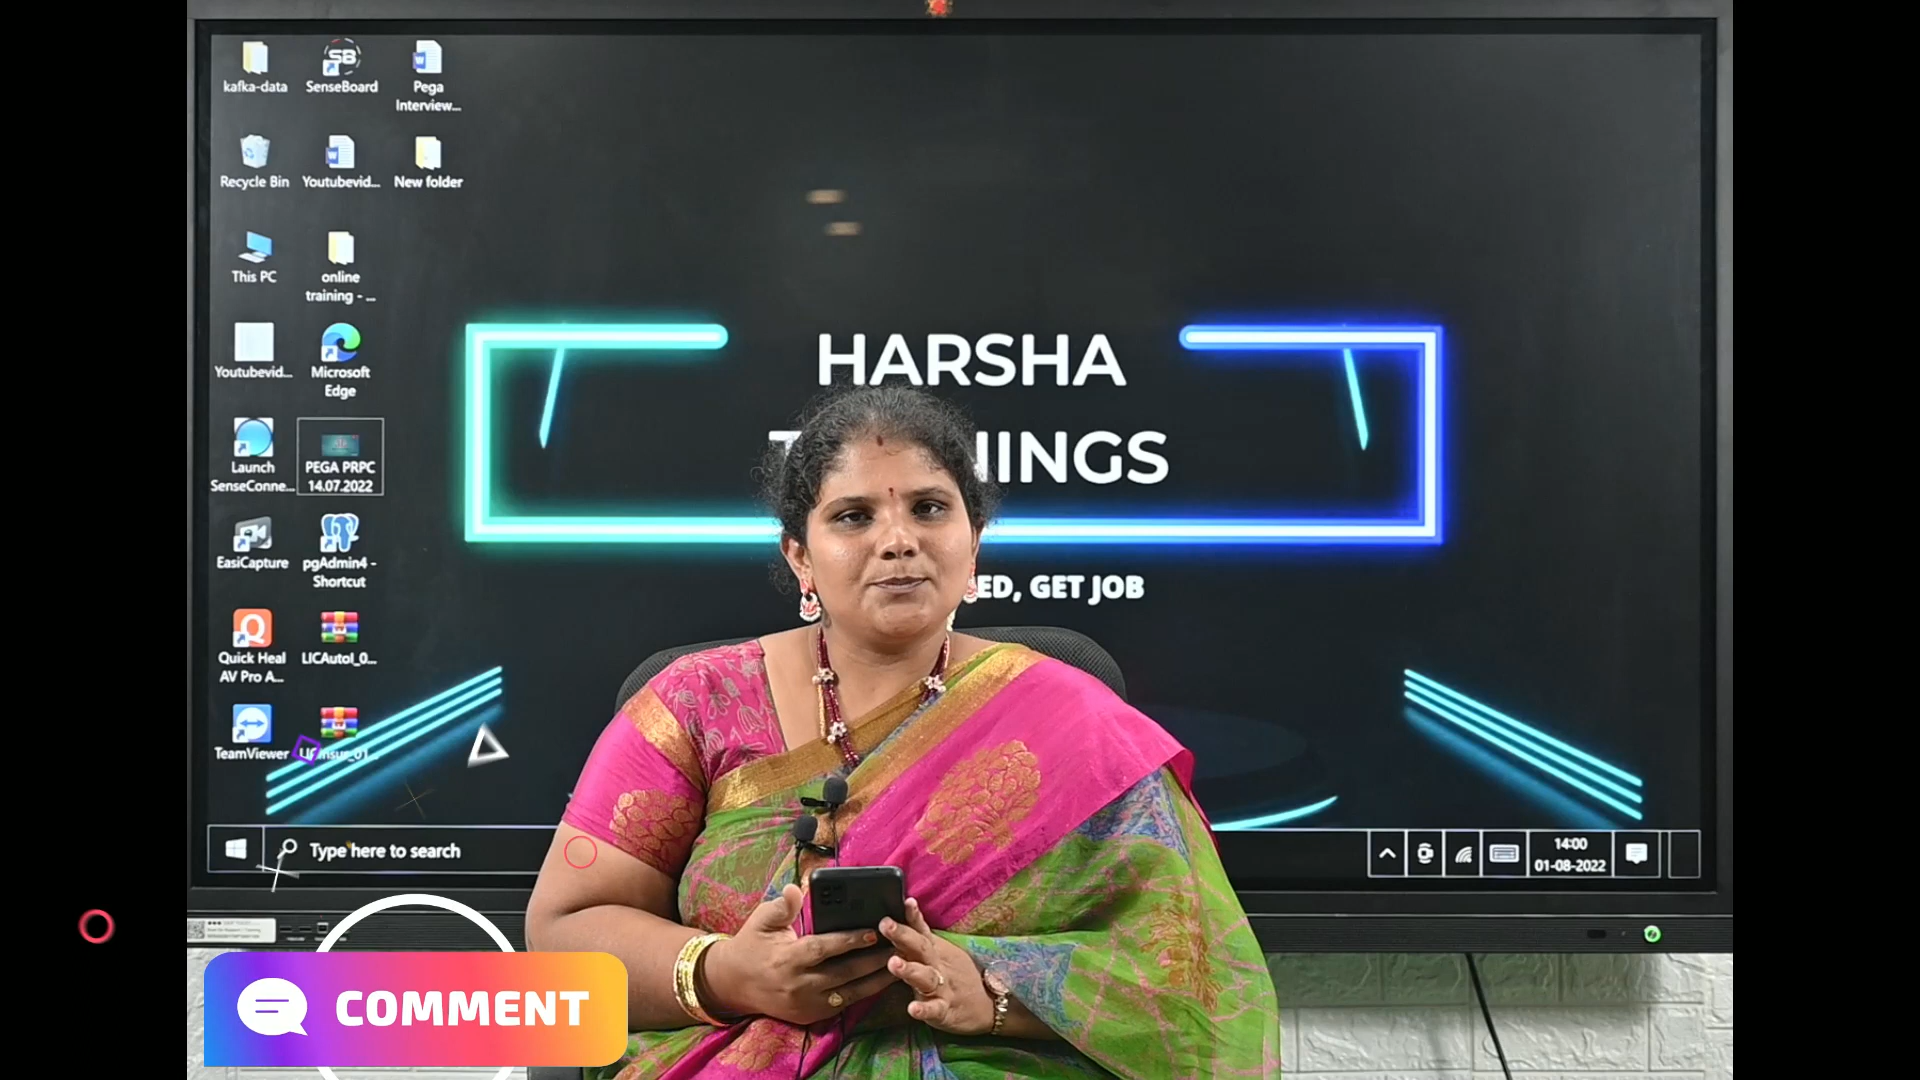 kafka-data
SenseBoard
Pega
Interview...
Recycle Bin
Youtubevid...
New folder
This PC
online
training - ...
Youtubevid...
Microsoft
Edge
Launch
SenseConne...
PEGA PRPC
14.07.2022
EasiCapture
pgAdmin4 -
Shortcut
Quick Heal
AV Pro A...
LICAutoI_0...
TeamViewer
HARSHA
T NINGS
ED, GET JOB
Type here to search
14:00
01-08-2022
COMMENT